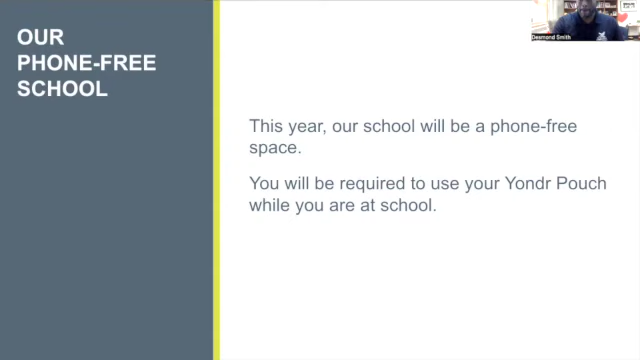 OUR
PHONE-FREE
SCHOOL
This year, our school will be a phone-free
space.
You will be required to use your Yondr Pouch
while you are at school.
Desmond Smith